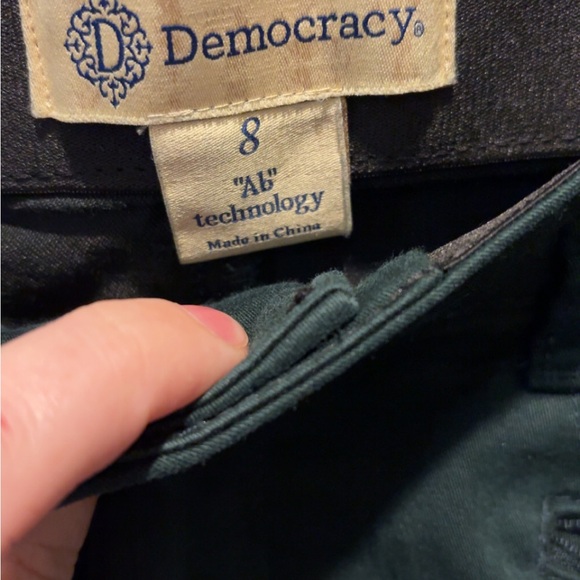 D Democracy®
8
"Ab"
technology
Made in China